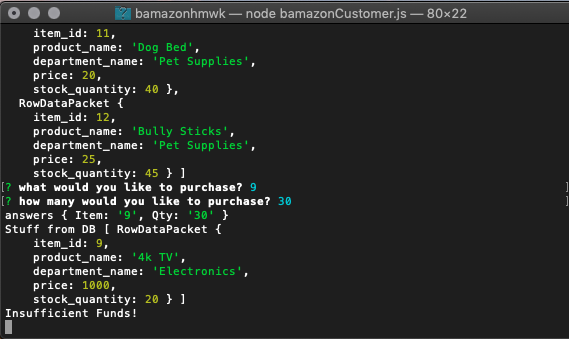 bamazonhmwk — node bamazonCustomer.js — 80×22
item_id: 11,
product_name: 'Dog Bed',
department_name: 'Pet Supplies',
price: 20,
stock_quantity: 40 },
RowDataPacket {
item_id: 12,
product_name: 'Bully Sticks',
department_name: 'Pet Supplies',
price: 25,
stock_quantity: 45 } ]
[? what would you like to purchase? 9 ]
[? how many would you like to purchase? 30 ]
answers { Item: '9', Qty: '30' }
Stuff from DB [ RowDataPacket {
item_id: 9,
product_name: '4k TV',
department_name: 'Electronics',
price: 1000,
stock_quantity: 20 } ]
Insufficient Funds!